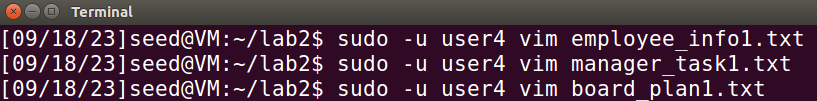 Terminal
[09/18/23]seed@VM:~/lab2$ sudo -u user4 vim employee_info1.txt
[09/18/23]seed@VM:~/lab2$ sudo -u user4 vim manager_task1.txt
[09/18/23]seed@VM:~/lab2$ sudo -u user4 vim board_plan1.txt